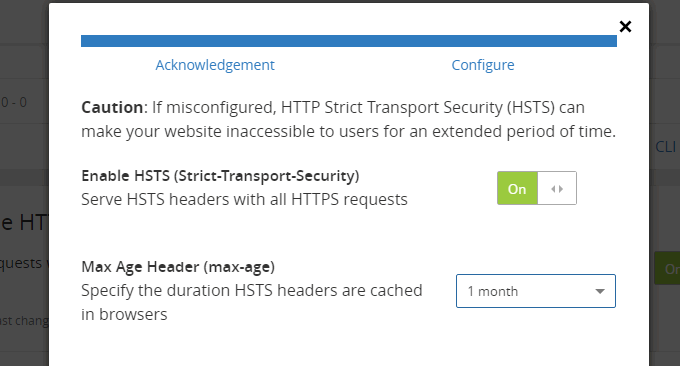 Acknowledgement Configure
Caution: If misconfigured, HTTP Strict Transport Security (HSTS) can
make your website inaccessible to users for an extended period of time.
0 - 0
CLI
Enable HSTS (Strict-Transport-Security)
Serve HSTS headers with all HTTPS requests
On
e HT
quests
Max Age Header (max-age)
Specify the duration HSTS headers are cached
in browsers
1 month
ast chang